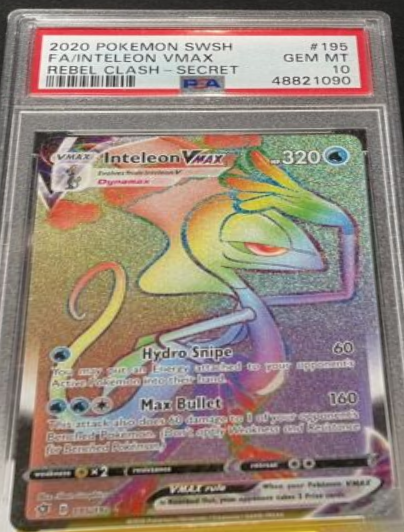 2020 POKEMON SWSH #195
FA/INTELEON VMAX GEM MT
REBEL CLASH - SECRET 10
PSA 48821090
VMAX Inteleon VMAX HP 320
Evolves from Inteleon V
Dynamax
Hydro Snipe 60
You may put an Energy attached to your opponent's
Active Pokémon into their hand.
Max Bullet 160
This attack also does 60 damage to 1 of your opponent's
Benched Pokémon. (Don't apply Weakness and Resistance
for Benched Pokémon.)
weakness ×2 resistance retreat
VMAX rule When your Pokémon VMAX
is Knocked Out, your opponent takes 3 Prize cards.